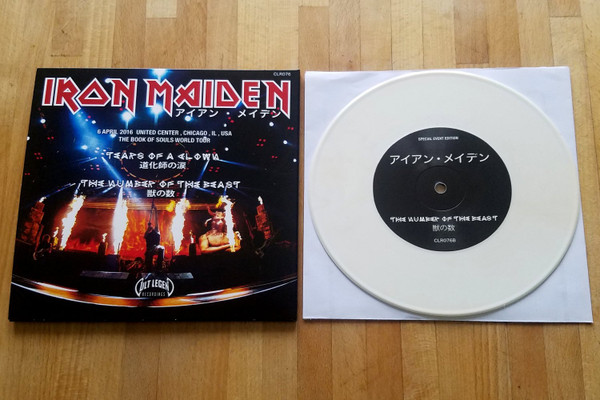 CLR076
IRON MAIDEN
アイアン・メイデン
6 APRIL 2016 UNITED CENTER, CHICAGO, IL, USA
THE BOOK OF SOULS WORLD TOUR
TEARS OF A CLOWN
道化師の涙
THE NUMBER OF THE BEAST
獣の数
CULT LEGEND
RECORDINGS
SPECIAL EVENT EDITION
アイアン・メイデン
THE NUMBER OF THE BEAST
獣の数
CLR076B